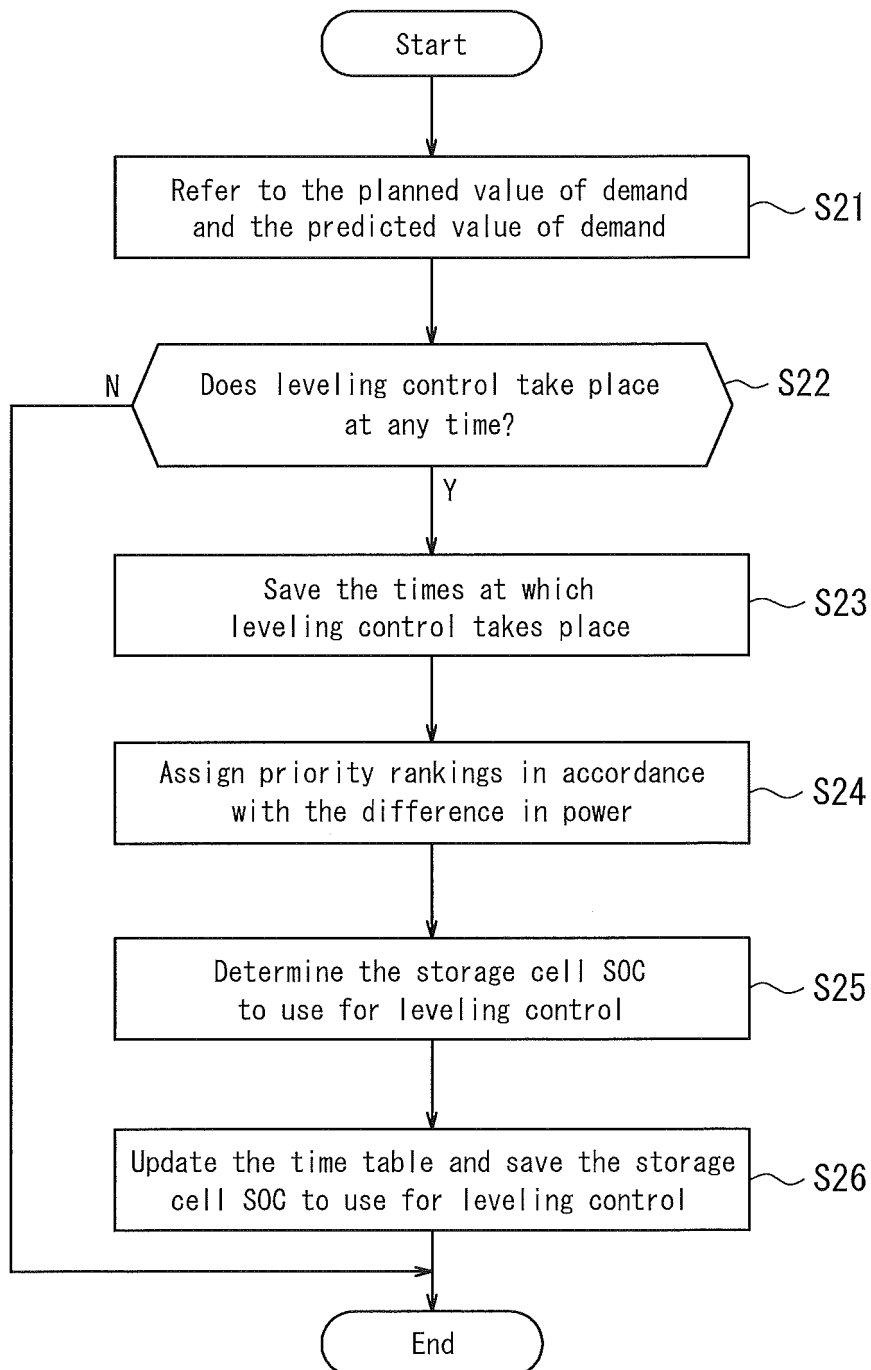 Start
Refer to the planned value of demand
and the predicted value of demand
S21
N
Does leveling control take place
at any time?
S22
Y
Save the times at which
leveling control takes place
S23
Assign priority rankings in accordance
with the difference in power
S24
Determine the storage cell SOC
to use for leveling control
S25
Update the time table and save the storage
cell SOC to use for leveling control
S26
End